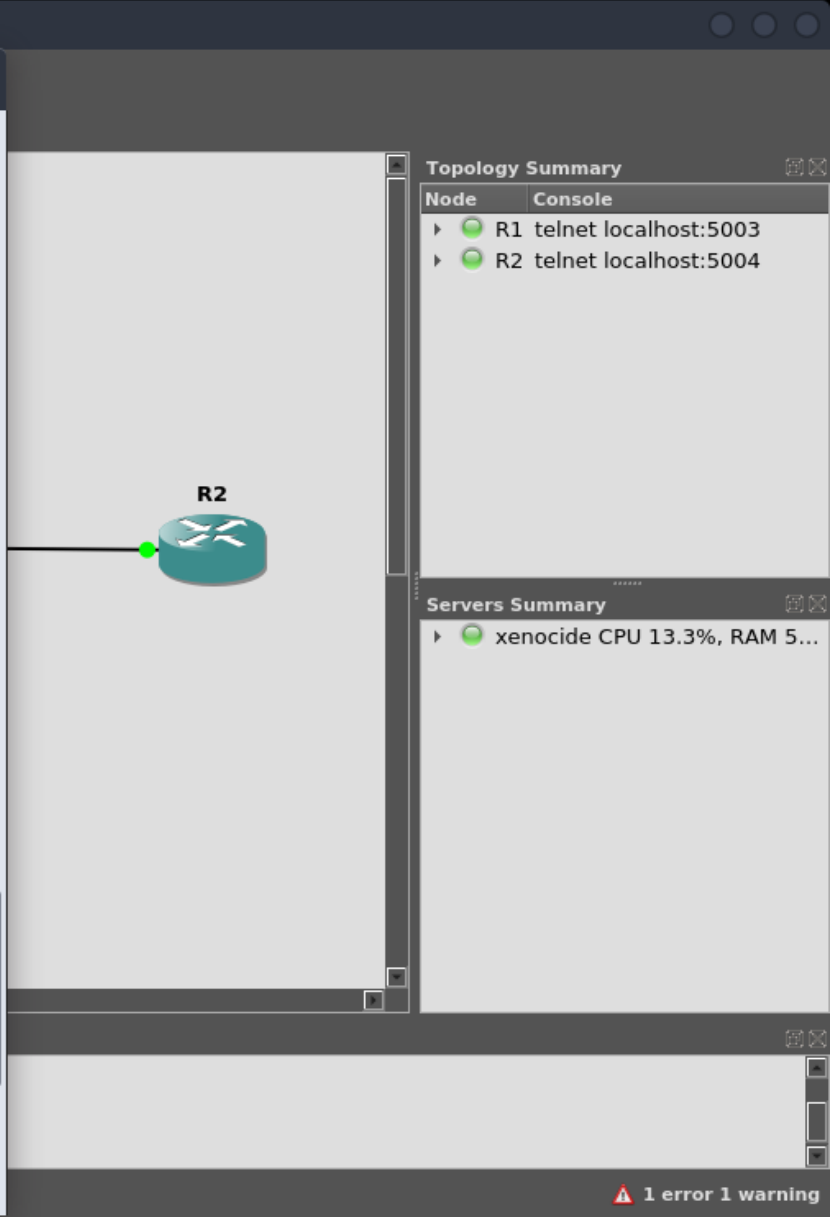 Topology Summary
Node Console
R1 telnet localhost:5003
R2 telnet localhost:5004
R2
Servers Summary
xenocide CPU 13.3%, RAM 5...
1 error 1 warning